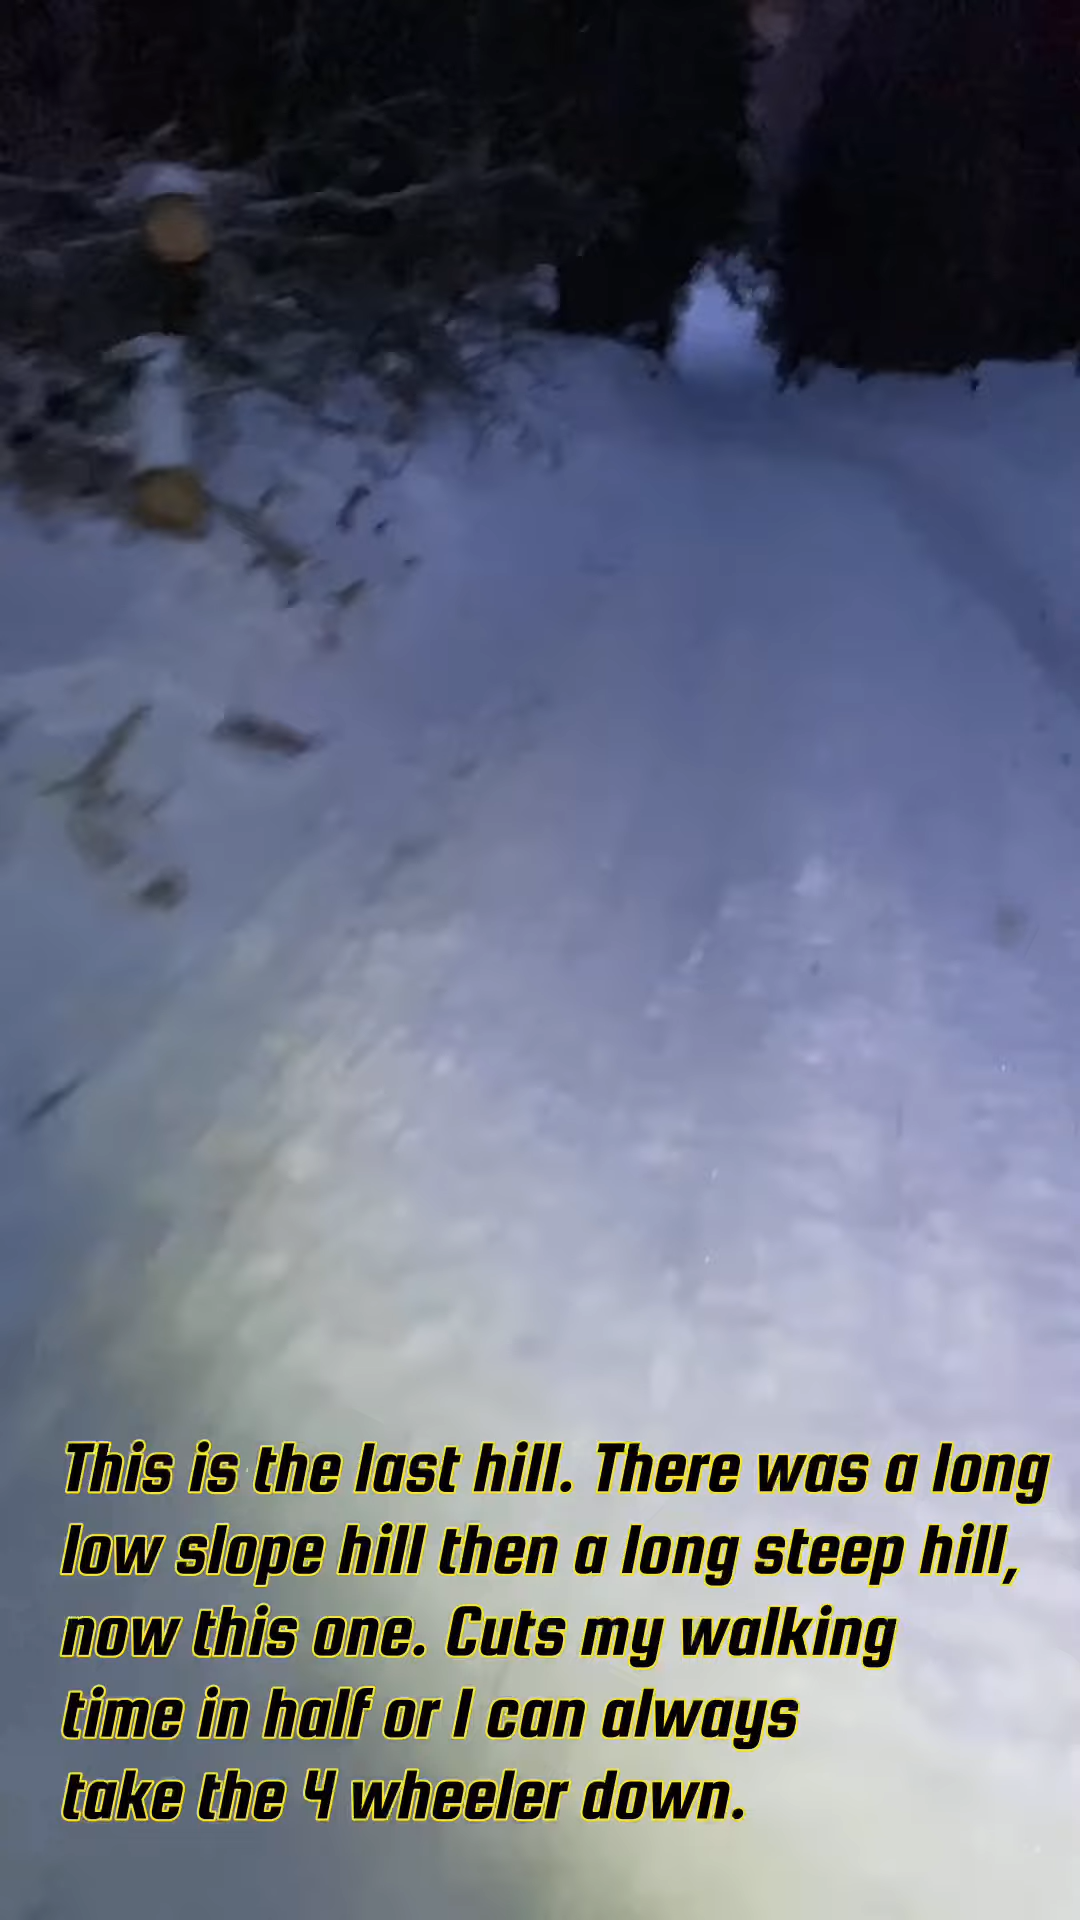 This is the last hill. There was a long
low slope hill then a long steep hill,
now this one. Cuts my walking
time in half or I can always
take the 4 wheeler down.